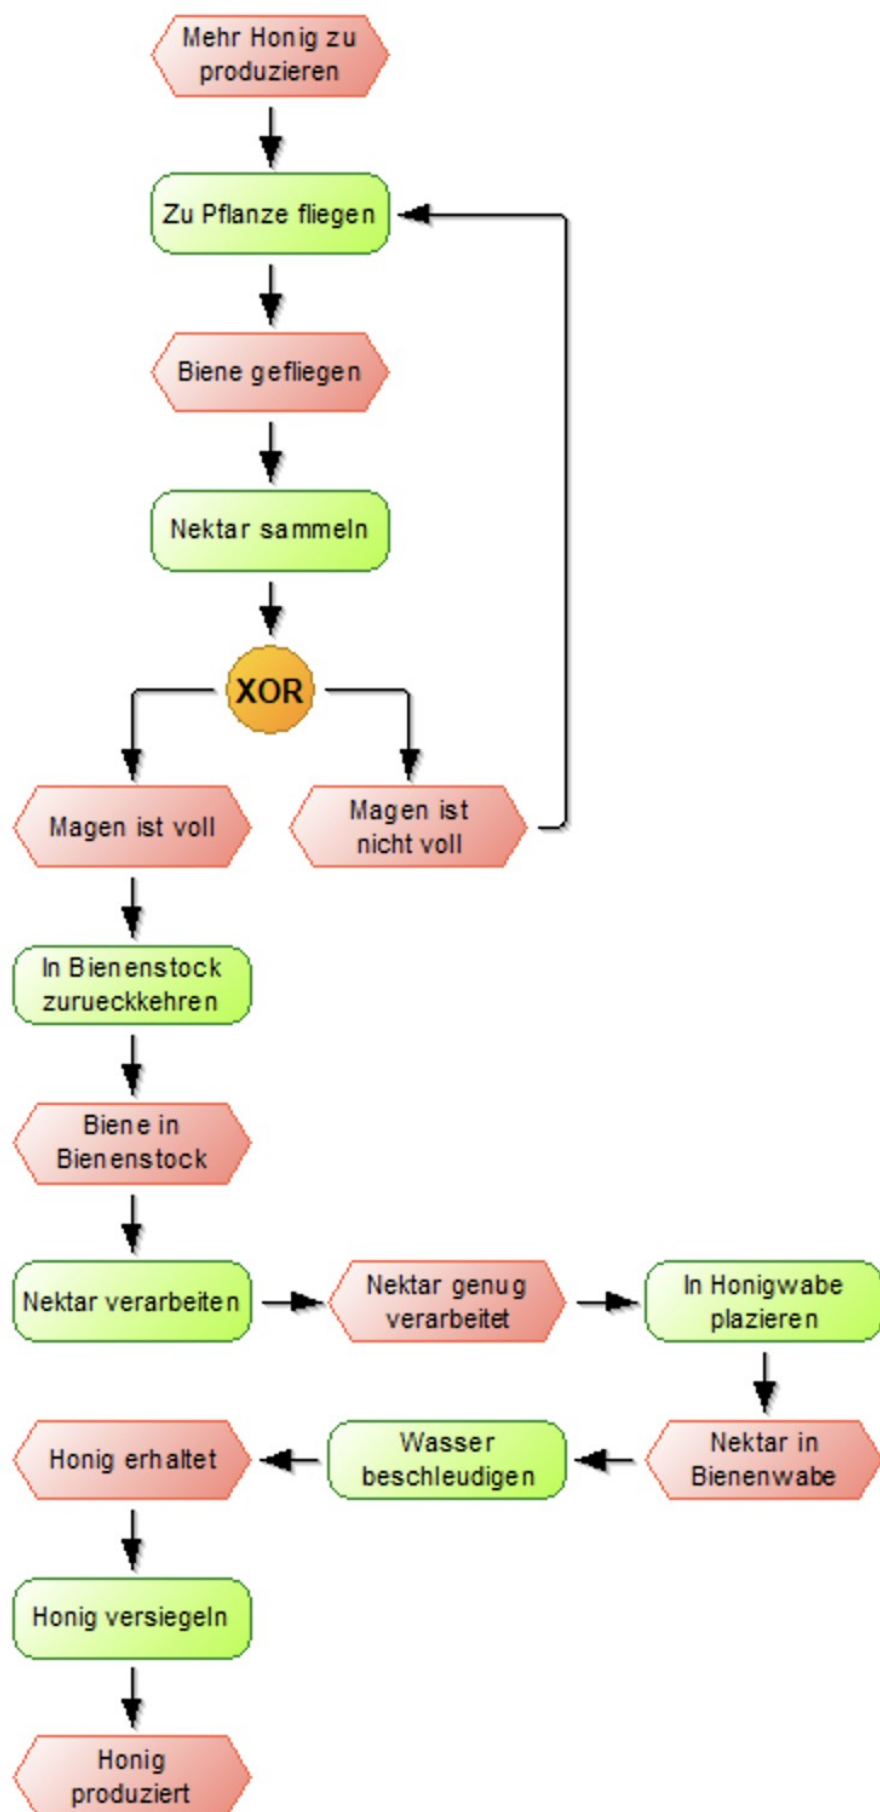 Mehr Honig zu
produzieren
Zu Pflanze fliegen
Biene gefliegen
Nektar sammeln
XOR
Magen ist voll
Magen ist
nicht voll
In Bienenstock
zurueckkehren
Biene in
Bienenstock
Nektar verarbeiten
Nektar genug
verarbeitet
In Honigwabe
plazieren
Nektar in
Bienenwabe
Wasser
beschleudigen
Honig erhaltet
Honig versiegeln
Honig
produziert